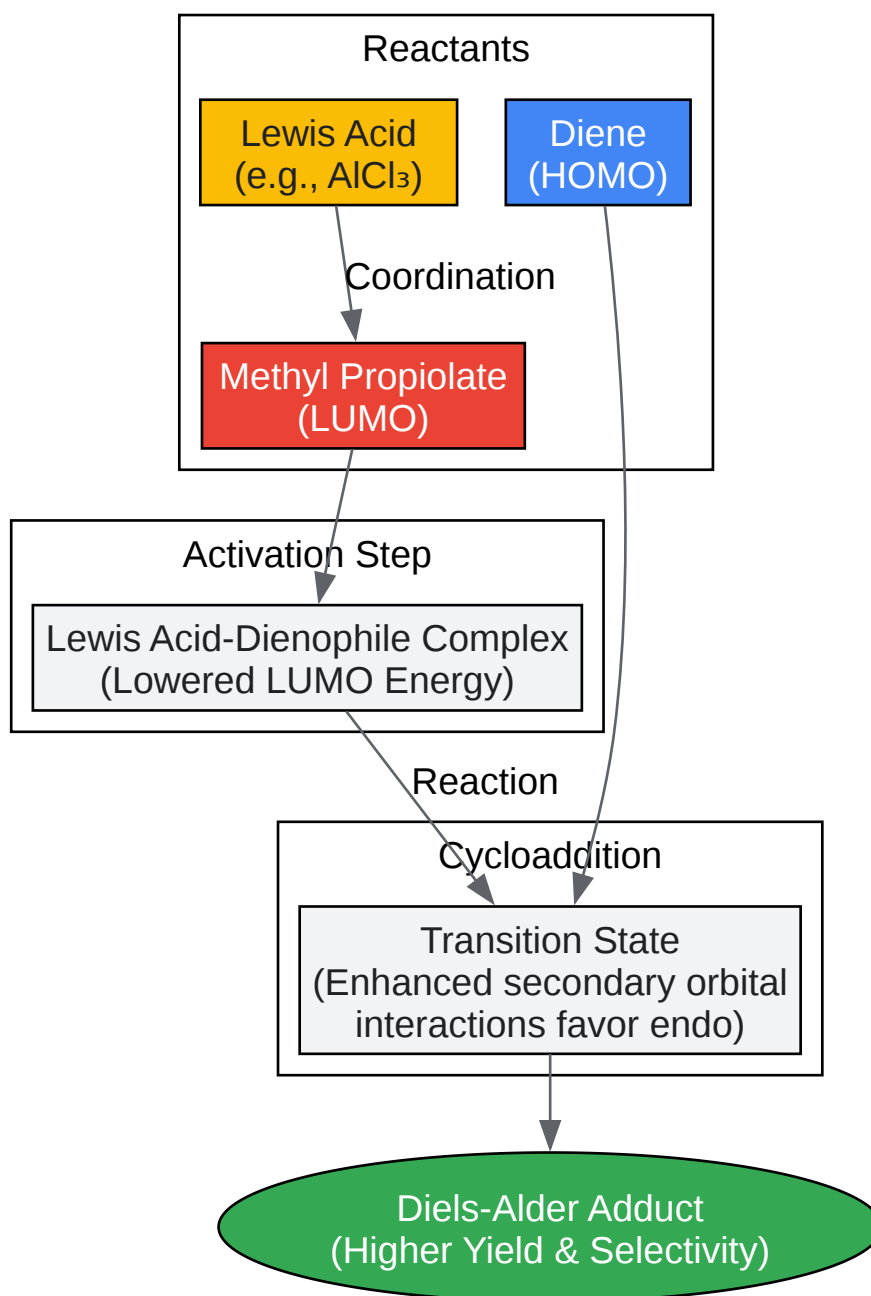 Reactants
Lewis Acid
(e.g., AlCl₃)
Diene
(HOMO)
Coordination
Methyl Propiolate
(LUMO)
Activation Step
Lewis Acid-Dienophile Complex
(Lowered LUMO Energy)
Reaction
Cycloaddition
Transition State
(Enhanced secondary orbital
interactions favor endo)
Diels-Alder Adduct
(Higher Yield & Selectivity)